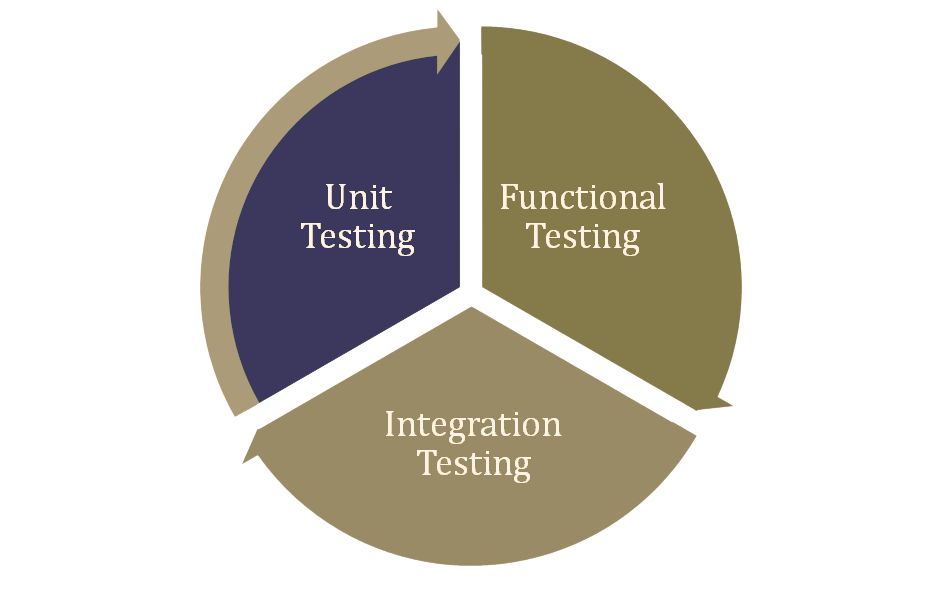 Unit
Testing
Functional
Testing
Integration
Testing